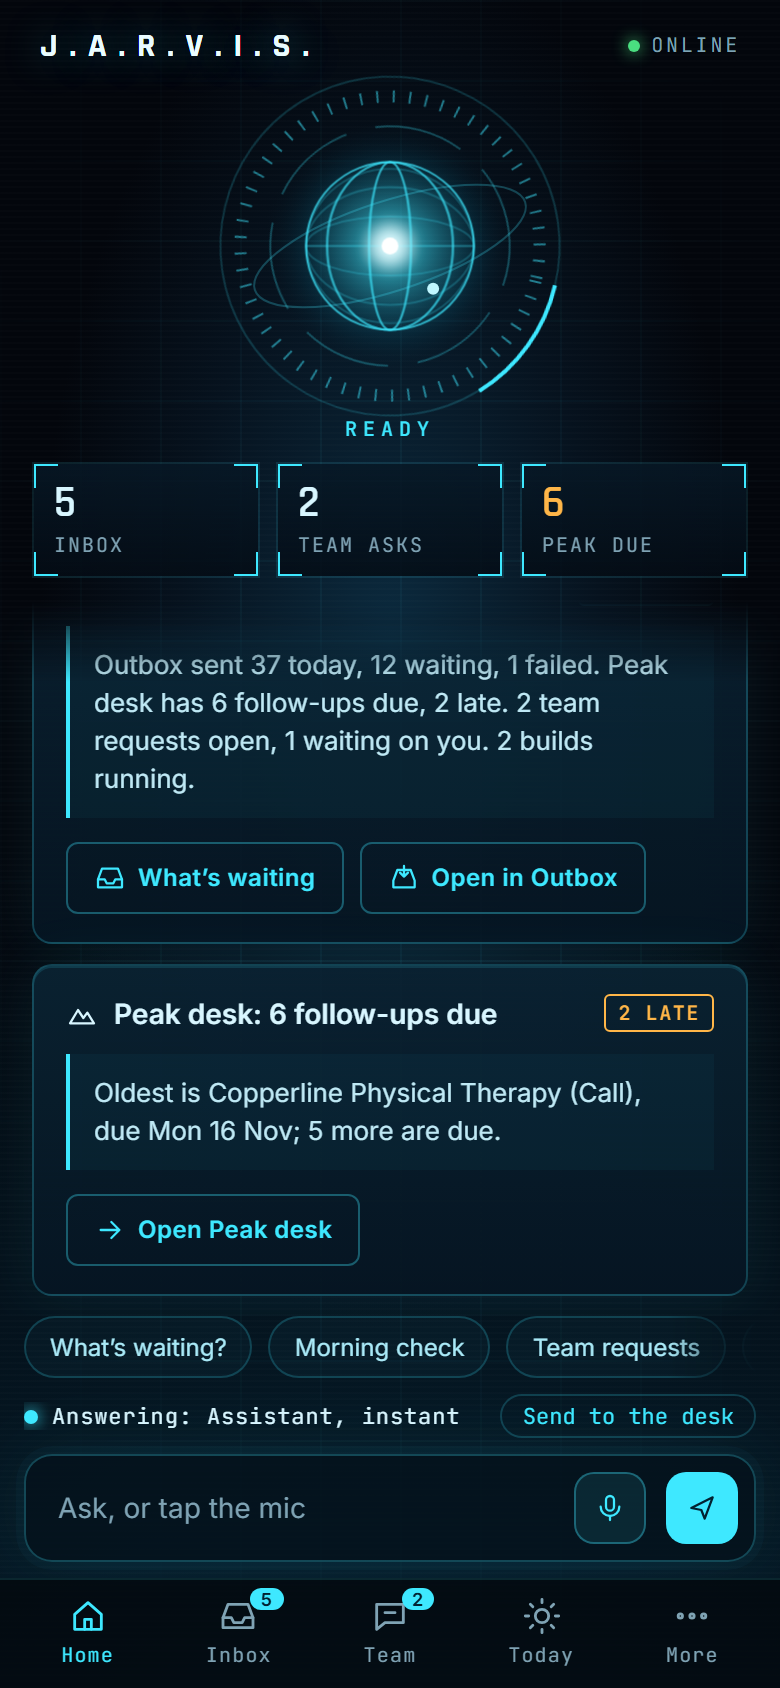 J.A.R.V.I.S.
ONLINE
READY
5
INBOX
2
TEAM ASKS
6
PEAK DUE
Outbox sent 37 today, 12 waiting, 1 failed. Peak
desk has 6 follow-ups due, 2 late. 2 team
requests open, 1 waiting on you. 2 builds
running.
What’s waiting
Open in Outbox
Peak desk: 6 follow-ups due
2 LATE
Oldest is Copperline Physical Therapy (Call),
due Mon 16 Nov; 5 more are due.
Open Peak desk
What’s waiting?
Morning check
Team requests
Answering: Assistant, instant
Send to the desk
Ask, or tap the mic
5
2
Home
Inbox
Team
Today
More